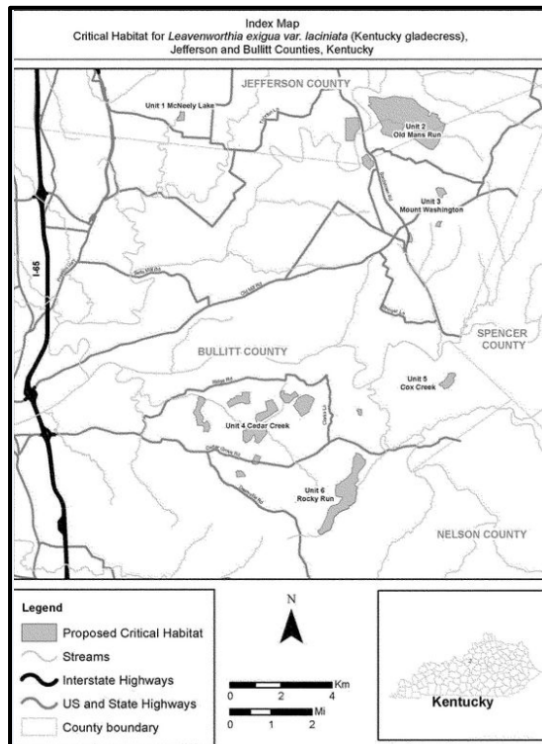 Index Map
Critical Habitat for Leavenworthia exigua var. laciniata (Kentucky gladecress),
Jefferson and Bullitt Counties, Kentucky
JEFFERSON COUNTY
Unit 1 McNeely Lake
Unit 2
Old Mans Run
Unit 3
Mount Washington
I-65
SPENCER
COUNTY
BULLITT COUNTY
Unit 5
Cox Creek
Unit 4 Cedar Creek
Unit 6
Rocky Run
NELSON COUNTY
Legend
Proposed Critical Habitat
Streams
Interstate Highways
US and State Highways
County boundary
N
Km
0 2 4
Mi
0 1 2
Kentucky